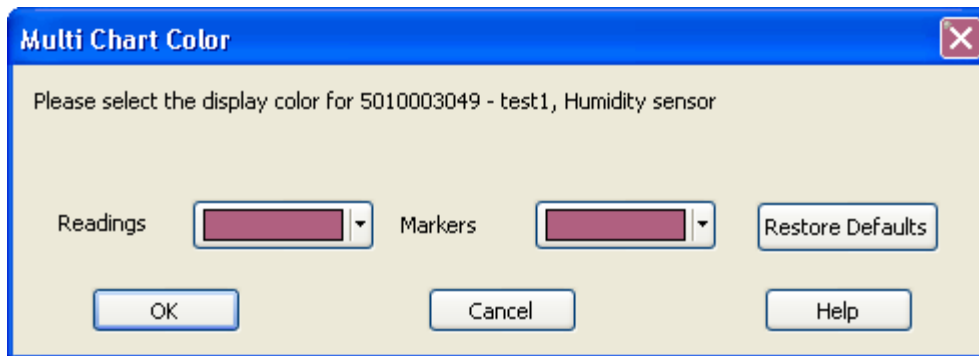 Multi Chart Color
Please select the display color for 5010003049 - test1, Humidity sensor
Readings Markers Restore Defaults
OK Cancel Help